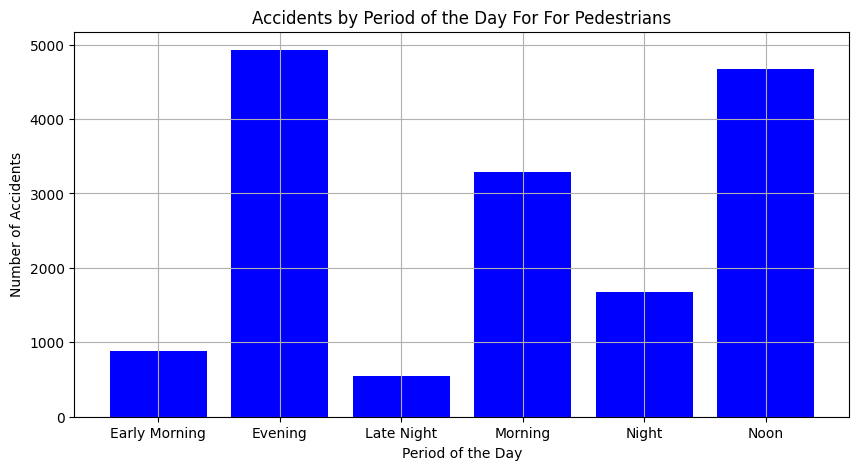 Accidents by Period of the Day For For Pedestrians
Number of Accidents
5000
4000
3000
2000
1000
0
Early Morning Evening Late Night Morning Night Noon
Period of the Day